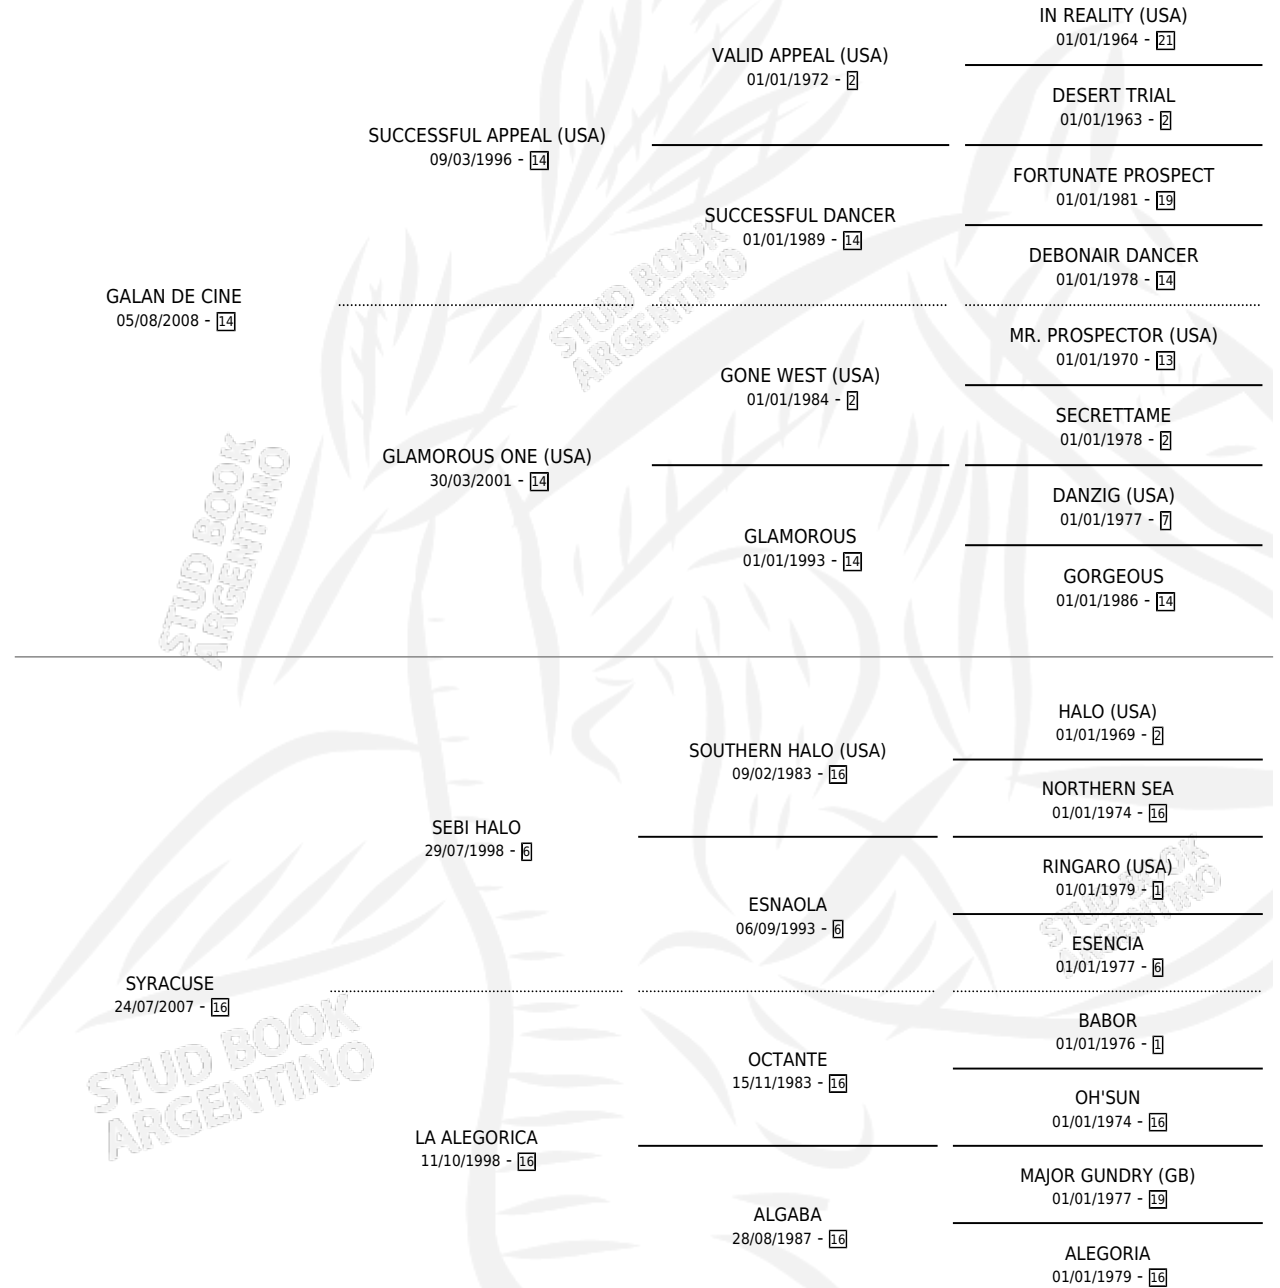 IN REALITY (USA)
01/01/1964 - 21
VALID APPEAL (USA)
01/01/1972 - 2
DESERT TRIAL
01/01/1963 - 2
SUCCESSFUL APPEAL (USA)
09/03/1996 - 14
FORTUNATE PROSPECT
01/01/1981 - 19
SUCCESSFUL DANCER
01/01/1989 - 14
DEBONAIR DANCER
01/01/1978 - 14
GALAN DE CINE
05/08/2008 - 14
STUD BOOK
ARGENTINO
MR. PROSPECTOR (USA)
01/01/1970 - 13
GONE WEST (USA)
01/01/1984 - 2
SECRETTAME
01/01/1978 - 2
GLAMOROUS ONE (USA)
30/03/2001 - 14
DANZIG (USA)
01/01/1977 - 7
GLAMOROUS
01/01/1993 - 14
GORGEOUS
01/01/1986 - 14
STUD BOOK
ARGENTINO
HALO (USA)
01/01/1969 - 2
SOUTHERN HALO (USA)
09/02/1983 - 16
NORTHERN SEA
01/01/1974 - 16
SEBI HALO
29/07/1998 - 6
RINGARO (USA)
01/01/1979 - 1
ESNAOLA
06/09/1993 - 6
ESENCIA
01/01/1977 - 6
STUD BOOK
ARGENTINO
SYRACUSE
24/07/2007 - 16
BABOR
01/01/1976 - 1
OCTANTE
15/11/1983 - 16
OH'SUN
01/01/1974 - 16
STUD BOOK
ARGENTINO
LA ALEGORICA
11/10/1998 - 16
MAJOR GUNDRY (GB)
01/01/1977 - 19
ALGABA
28/08/1987 - 16
ALEGORIA
01/01/1979 - 16